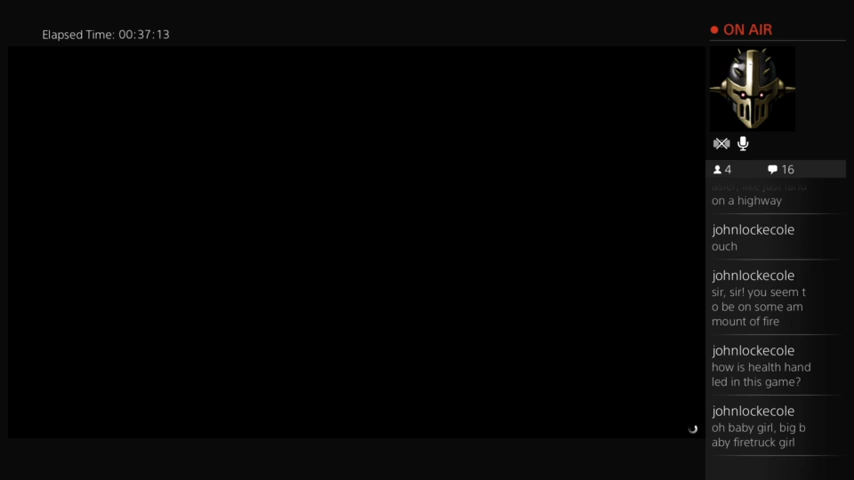 Elapsed Time: 00:37:13
ON AIR
4
16
on a highway
johnlockecole
ouch
johnlockecole
sir, sir! you seem t
o be on some am
mount of fire
johnlockecole
how is health hand
led in this game?
johnlockecole
oh baby girl, big b
aby firetruck girl